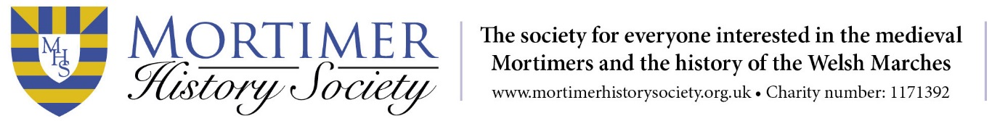 MHS
MORTIMER
History Society
The society for everyone interested in the medieval
Mortimers and the history of the Welsh Marches
www.mortimerhistorysociety.org.uk • Charity number: 1171392